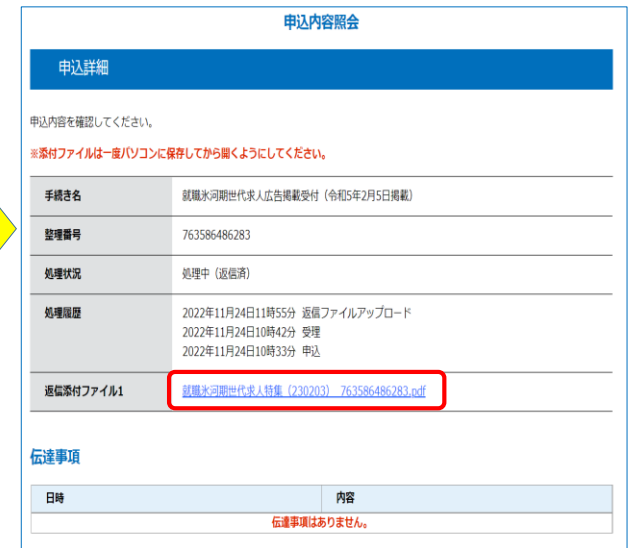 申込内容照会
申込詳細
申込内容を確認してください。
※添付ファイルは一度パソコンに保存してから開くようにしてください。
手続き名 就職氷河期世代求人広告掲載受付（令和5年2月5日掲載）
整理番号 763586486283
処理状況 処理中（返信済）
処理履歴 2022年11月24日11時55分 返信ファイルアップロード
2022年11月24日10時42分 受理
2022年11月24日10時33分 申込
返信添付ファイル1 就職氷河期世代求人特集（230203）_763586486283.pdf
伝達事項
日時 内容
伝達事項はありません。